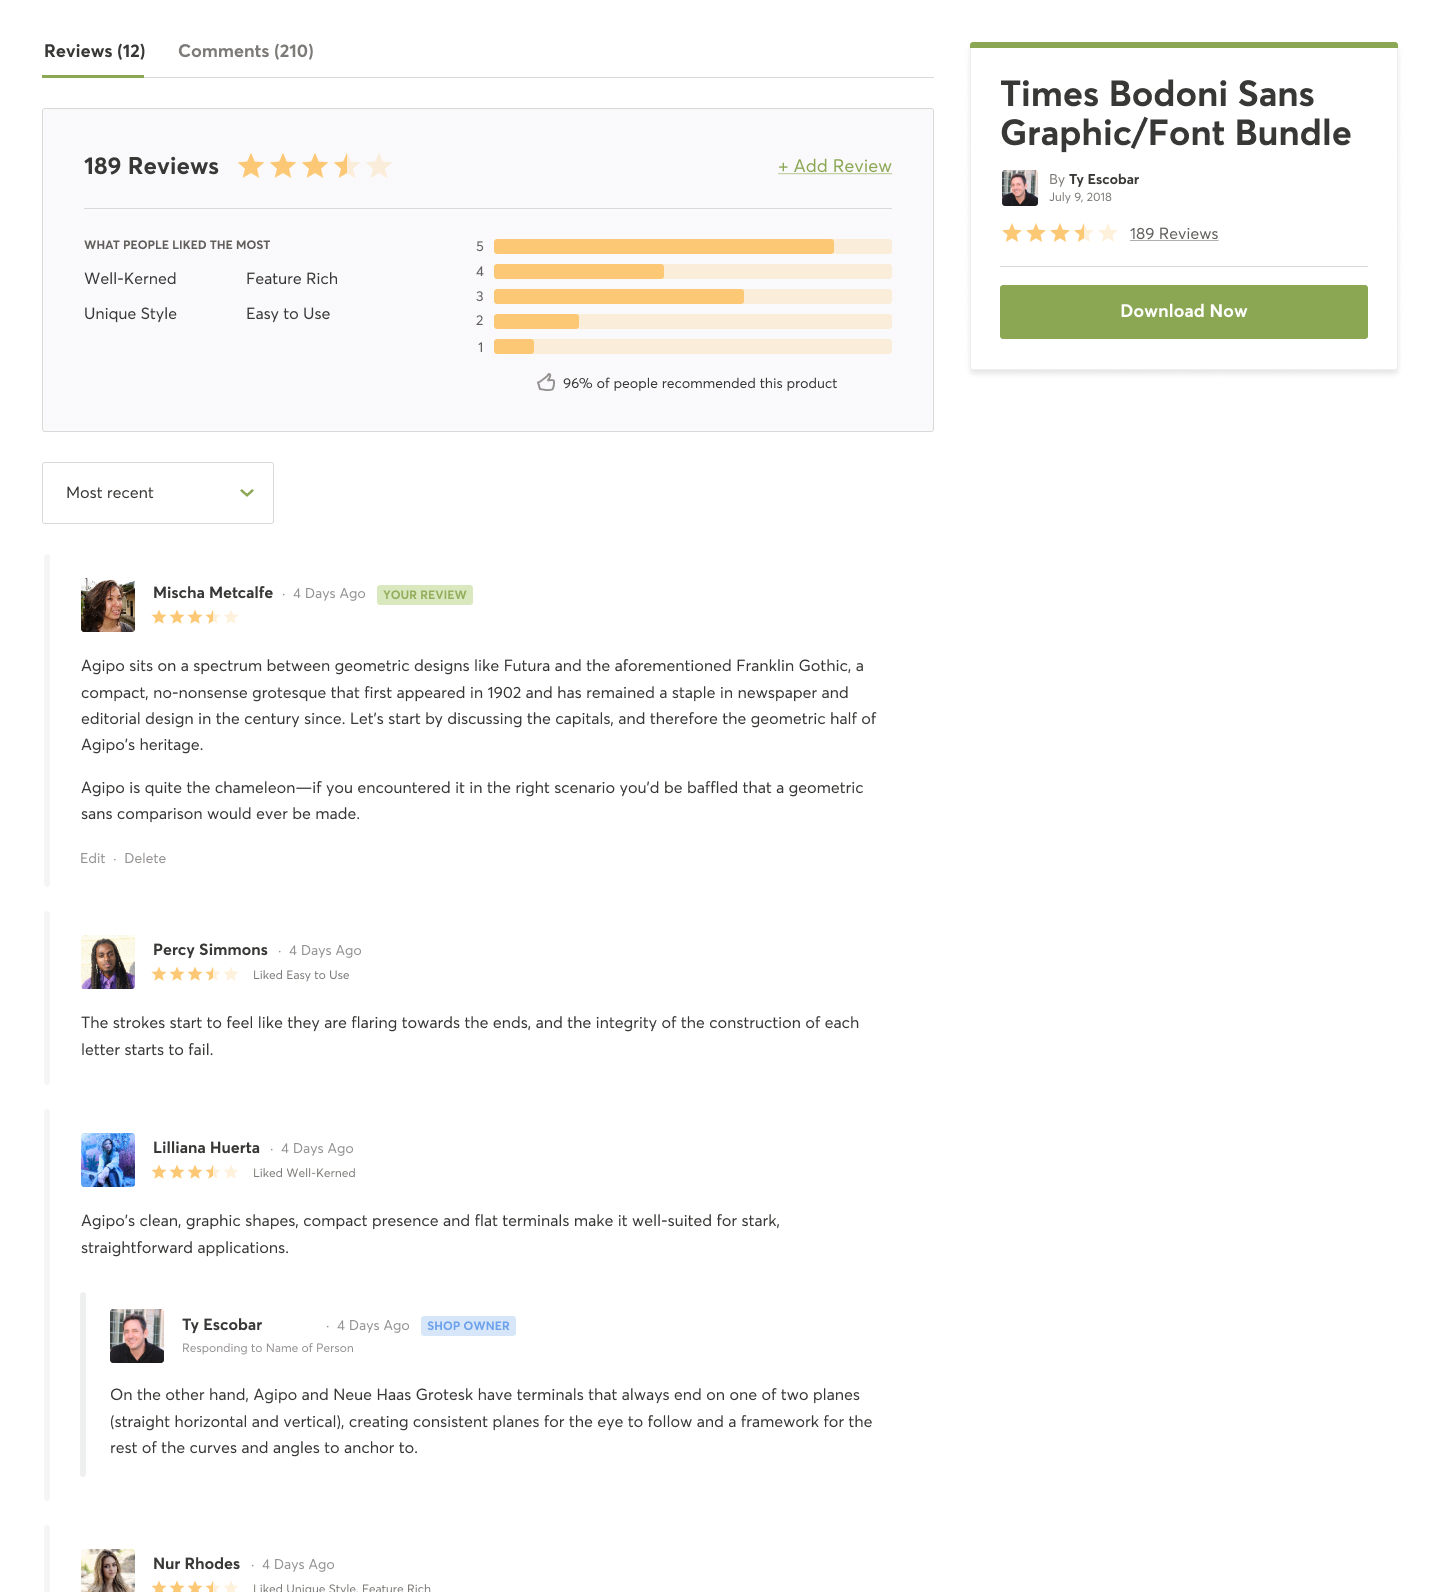 Reviews (12)
Comments (210)
189 Reviews
+ Add Review
WHAT PEOPLE LIKED THE MOST
Well-Kerned
Feature Rich
Unique Style
Easy to Use
5
4
3
2
1
96% of people recommended this product
Times Bodoni Sans
Graphic/Font Bundle
By Ty Escobar
July 9, 2018
189 Reviews
Download Now
Most recent
Mischa Metcalfe · 4 Days Ago YOUR REVIEW
Agipo sits on a spectrum between geometric designs like Futura and the aforementioned Franklin Gothic, a
compact, no-nonsense grotesque that first appeared in 1902 and has remained a staple in newspaper and
editorial design in the century since. Let's start by discussing the capitals, and therefore the geometric half of
Agipo's heritage.
Agipo is quite the chameleon—if you encountered it in the right scenario you'd be baffled that a geometric
sans comparison would ever be made.
Edit · Delete
Percy Simmons · 4 Days Ago
Liked Easy to Use
The strokes start to feel like they are flaring towards the ends, and the integrity of the construction of each
letter starts to fail.
Lilliana Huerta · 4 Days Ago
Liked Well-Kerned
Agipo's clean, graphic shapes, compact presence and flat terminals make it well-suited for stark,
straightforward applications.
Ty Escobar · 4 Days Ago SHOP OWNER
Responding to Name of Person
On the other hand, Agipo and Neue Haas Grotesk have terminals that always end on one of two planes
(straight horizontal and vertical), creating consistent planes for the eye to follow and a framework for the
rest of the curves and angles to anchor to.
Nur Rhodes · 4 Days Ago
Liked Unique Style, Feature Rich